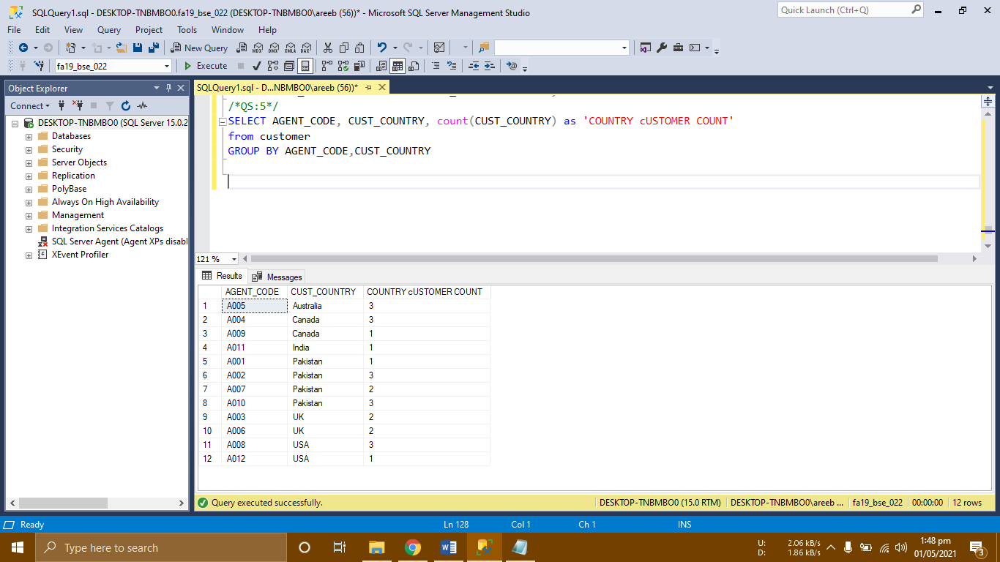 SQLQuery1.sql - DESKTOP-TNBMBO0.fa19_bse_022 (DESKTOP-TNBMBO0\areeb (56))* - Microsoft SQL Server Management Studio
Quick Launch (Ctrl+Q)
File Edit View Query Project Tools Window Help
New Query
MDX DMX XMLA DAX
fa19_bse_022
Execute
Object Explorer
SQLQuery1.sql - D...NBMBO0\areeb (56))*
Connect
DESKTOP-TNBMBO0 (SQL Server 15.0.2
Databases
Security
Server Objects
Replication
PolyBase
Always On High Availability
Management
Integration Services Catalogs
SQL Server Agent (Agent XPs disabl
XEvent Profiler
/*QS:5*/
SELECT AGENT_CODE, CUST_COUNTRY, count(CUST_COUNTRY) as 'COUNTRY cUSTOMER COUNT'
from customer
GROUP BY AGENT_CODE,CUST_COUNTRY
121 %
Results Messages
AGENT_CODE CUST_COUNTRY COUNTRY cUSTOMER COUNT
1 A005 Australia 3
2 A004 Canada 3
3 A009 Canada 1
4 A011 India 1
5 A001 Pakistan 1
6 A002 Pakistan 3
7 A007 Pakistan 2
8 A010 Pakistan 3
9 A003 UK 2
10 A006 UK 2
11 A008 USA 3
12 A012 USA 1
Query executed successfully.
DESKTOP-TNBMBO0 (15.0 RTM) DESKTOP-TNBMBO0\areeb ... fa19_bse_022 00:00:00 12 rows
Ready
Ln 128 Col 1 Ch 1 INS
Type here to search
U: 2.06 kB/s
D: 1.86 kB/s
1:48 pm
01/05/2021
3